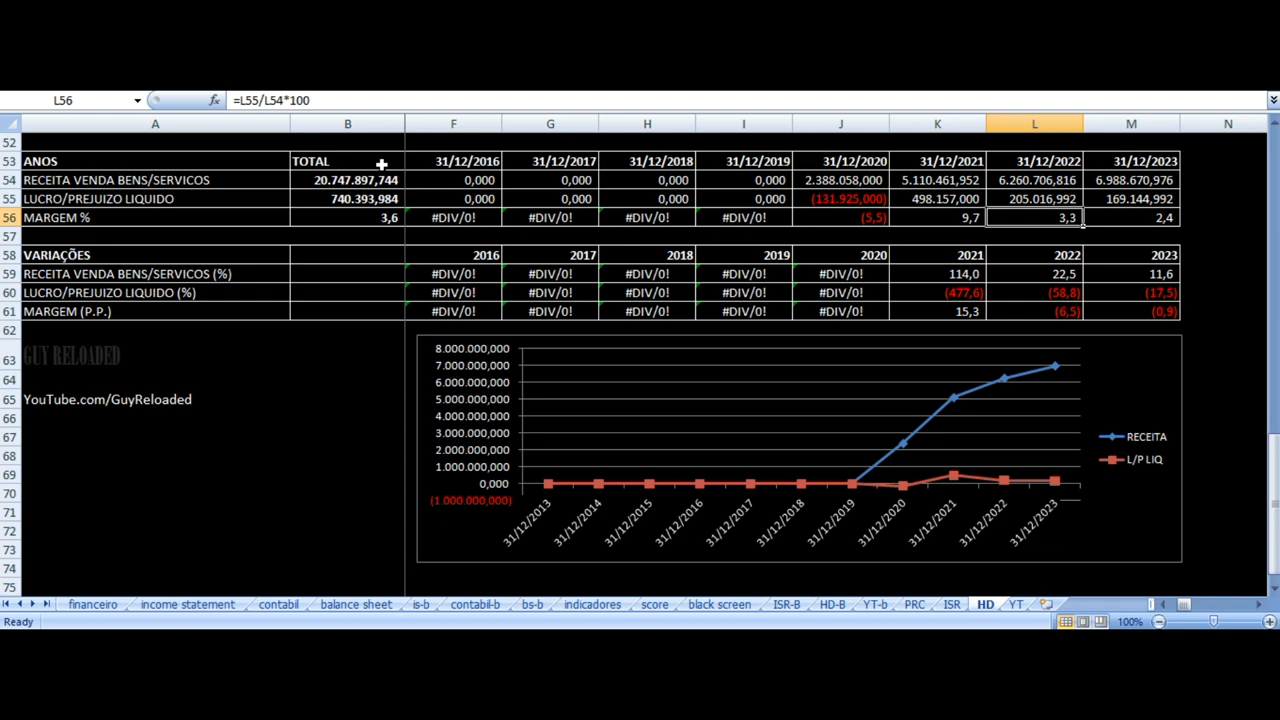 L56 fx =L55/L54*100
A B F G H I J K L M N
52
53 ANOS TOTAL 31/12/2016 31/12/2017 31/12/2018 31/12/2019 31/12/2020 31/12/2021 31/12/2022 31/12/2023
54 RECEITA VENDA BENS/SERVICOS 20.747.897,744 0,000 0,000 0,000 0,000 2.388.058,000 5.110.461,952 6.260.706,816 6.988.670,976
55 LUCRO/PREJUIZO LIQUIDO 740.393,984 0,000 0,000 0,000 0,000 (131.925,000) 498.157,000 205.016,992 169.144,992
56 MARGEM % 3,6 #DIV/0! #DIV/0! #DIV/0! #DIV/0! (5,5) 9,7 3,3 2,4
57
58 VARIAÇÕES 2016 2017 2018 2019 2020 2021 2022 2023
59 RECEITA VENDA BENS/SERVICOS (%) #DIV/0! #DIV/0! #DIV/0! #DIV/0! #DIV/0! 114,0 22,5 11,6
60 LUCRO/PREJUIZO LIQUIDO (%) #DIV/0! #DIV/0! #DIV/0! #DIV/0! #DIV/0! (477,6) (58,8) (17,5)
61 MARGEM (P.P.) #DIV/0! #DIV/0! #DIV/0! #DIV/0! #DIV/0! 15,3 (6,5) (0,9)
62
63 GUY RELOADED
64
65 YouTube.com/GuyReloaded
66
67
68
69
70
71
72
73
74
75
8.000.000,000
7.000.000,000
6.000.000,000
5.000.000,000
4.000.000,000
3.000.000,000
2.000.000,000
1.000.000,000
0,000
(1.000.000,000)
31/12/2013 31/12/2014 31/12/2015 31/12/2016 31/12/2017 31/12/2018 31/12/2019 31/12/2020 31/12/2021 31/12/2022 31/12/2023
RECEITA
L/P LIQ
financeiro income statement contabil balance sheet is-b contabil-b bs-b indicadores score black screen ISR-B HD-B YT-b PRC ISR HD YT
Ready 100%